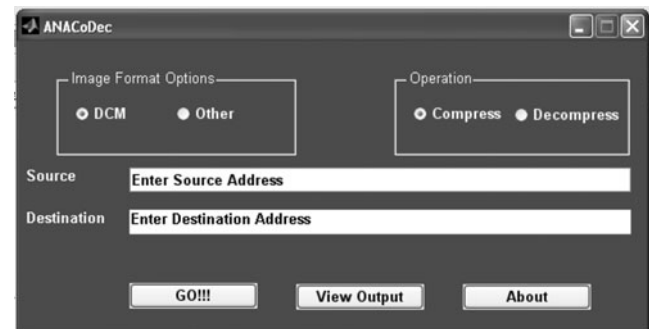 ANACoDec
Image Format Options Operation
DCM Other Compress Decompress
Source Enter Source Address
Destination Enter Destination Address
GO!!! View Output About